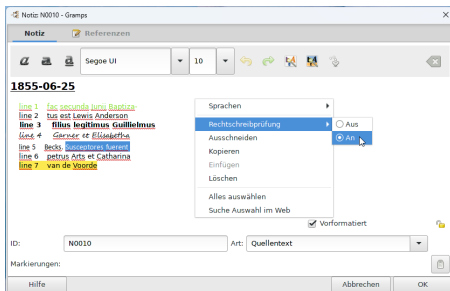 Notiz: N0010 - Gramps
Notiz Referenzen
a a a Segoe UI 10
1855-06-25
line 1 fac secunda Junij Baptiza
line 2 tus est Lewis Anderson
line 3 filius legitimus Guillielmus
line 4 Garner et Elisabetha
line 5 Becks. Susceptores fuerent
line 6 petrus Arts et Catharina
line 7 van de Voorde
Sprachen
Rechtschreibprüfung
Ausschneiden
Kopieren
Einfügen
Löschen
Alles auswählen
Suche Auswahl im Web
Aus
An
Vorformatiert
ID: N0010 Art: Quellentext
Markierungen:
Hilfe Abbrechen OK